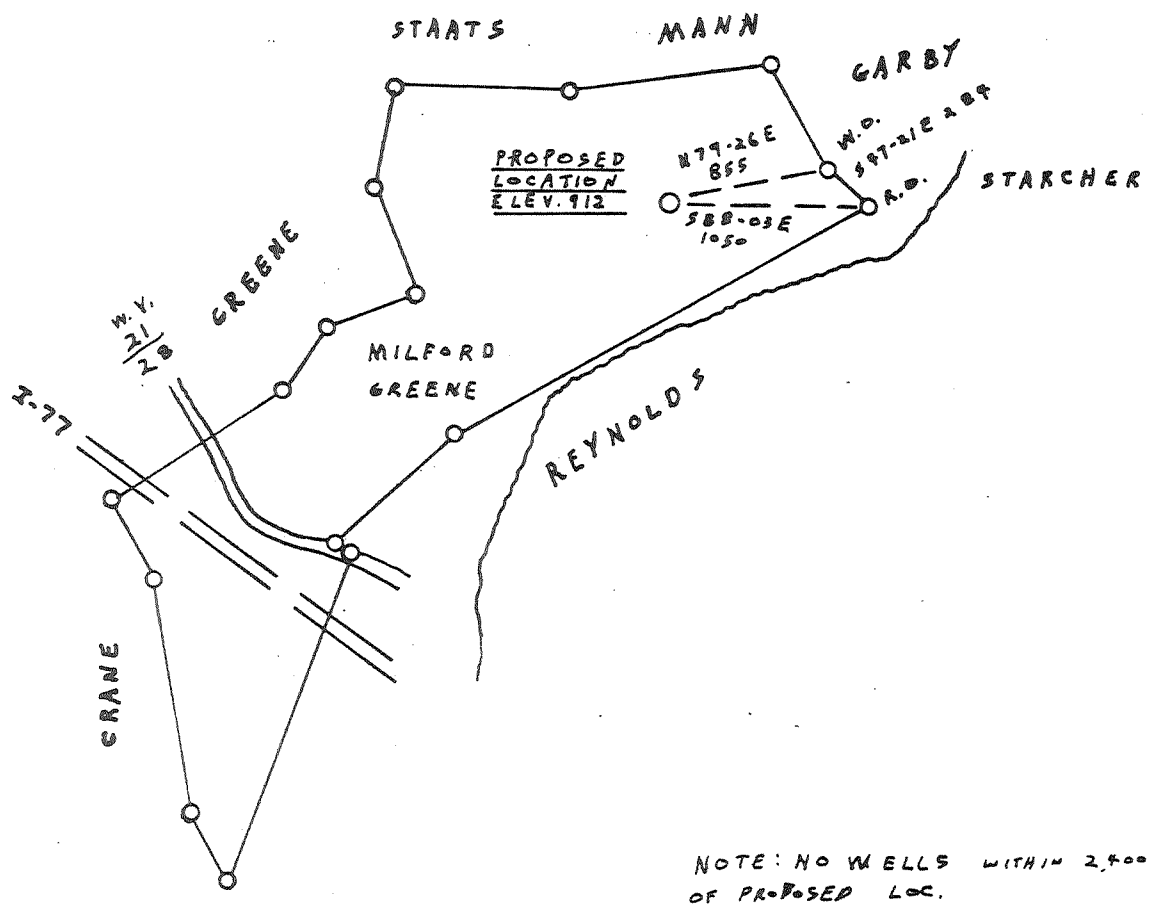 STAATS
MANN
GARBY
W.O.
S47-21E 284
N79-26E
855
PROPOSED
LOCATION
ELEV. 912
S88-03E
1050
R.O.
STARCHER
GREENE
W.V.
21
28
MILFORD
GREENE
I-77
REYNOLDS
CRANE
NOTE: NO WELLS WITHIN 2,400
OF PROPOSED LOC.